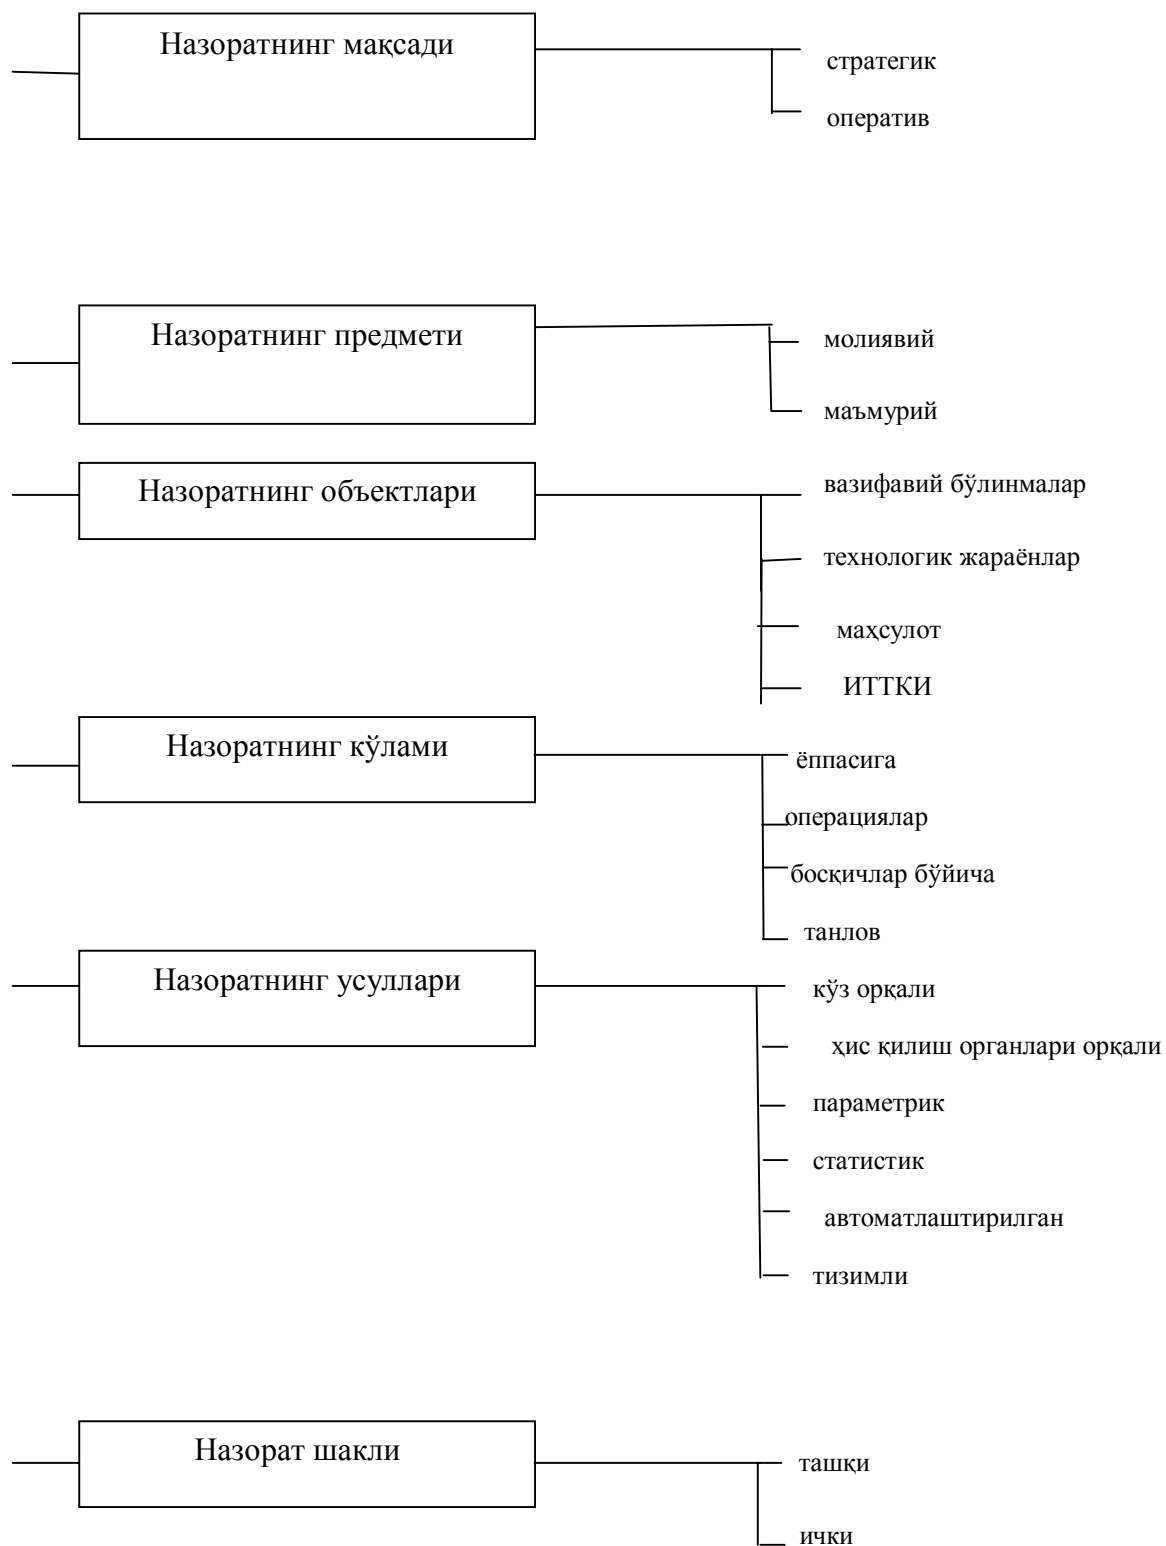 Назоратнинг мақсади
стратегик
оператив
Назоратнинг предмети
молиявий
маъмурий
Назоратнинг объектлари
вазифавий бўлинмалар
технологик жараёнлар
маҳсулот
ИТТКИ
Назоратнинг кўлами
ёппасига
операциялар
босқичлар бўйича
танлов
Назоратнинг усуллари
кўз орқали
ҳис қилиш органлари орқали
параметрик
статистик
автоматлаштирилган
тизимли
Назорат шакли
ташқи
ички